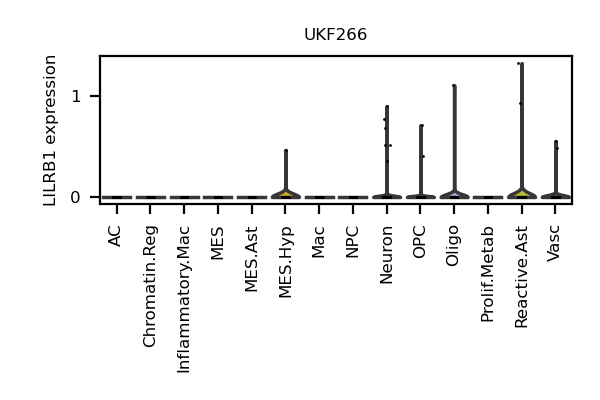 UKF266
LILRB1 expression
1
0
AC
Chromatin.Reg
Inflammatory.Mac
MES
MES.Ast
MES.Hyp
Mac
NPC
Neuron
OPC
Oligo
Prolif.Metab
Reactive.Ast
Vasc